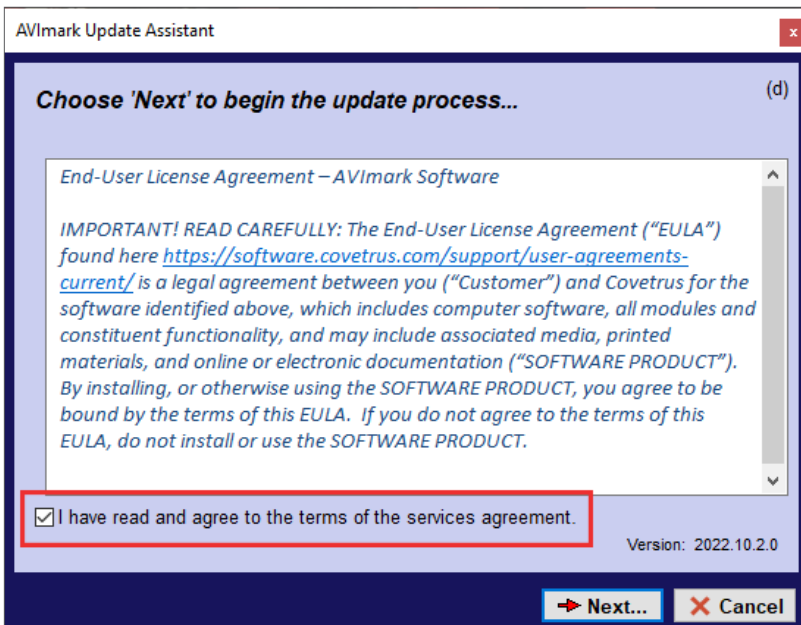 AVImark Update Assistant
x
Choose 'Next' to begin the update process...
(d)
End-User License Agreement – AVImark Software
IMPORTANT! READ CAREFULLY: The End-User License Agreement (“EULA”)
found here https://software.covetrus.com/support/user-agreements-
current/ is a legal agreement between you (“Customer”) and Covetrus for the
software identified above, which includes computer software, all modules and
constituent functionality, and may include associated media, printed
materials, and online or electronic documentation (“SOFTWARE PRODUCT”).
By installing, or otherwise using the SOFTWARE PRODUCT, you agree to be
bound by the terms of this EULA.  If you do not agree to the terms of this
EULA, do not install or use the SOFTWARE PRODUCT.
I have read and agree to the terms of the services agreement.
Version:  2022.10.2.0
Next...
Cancel